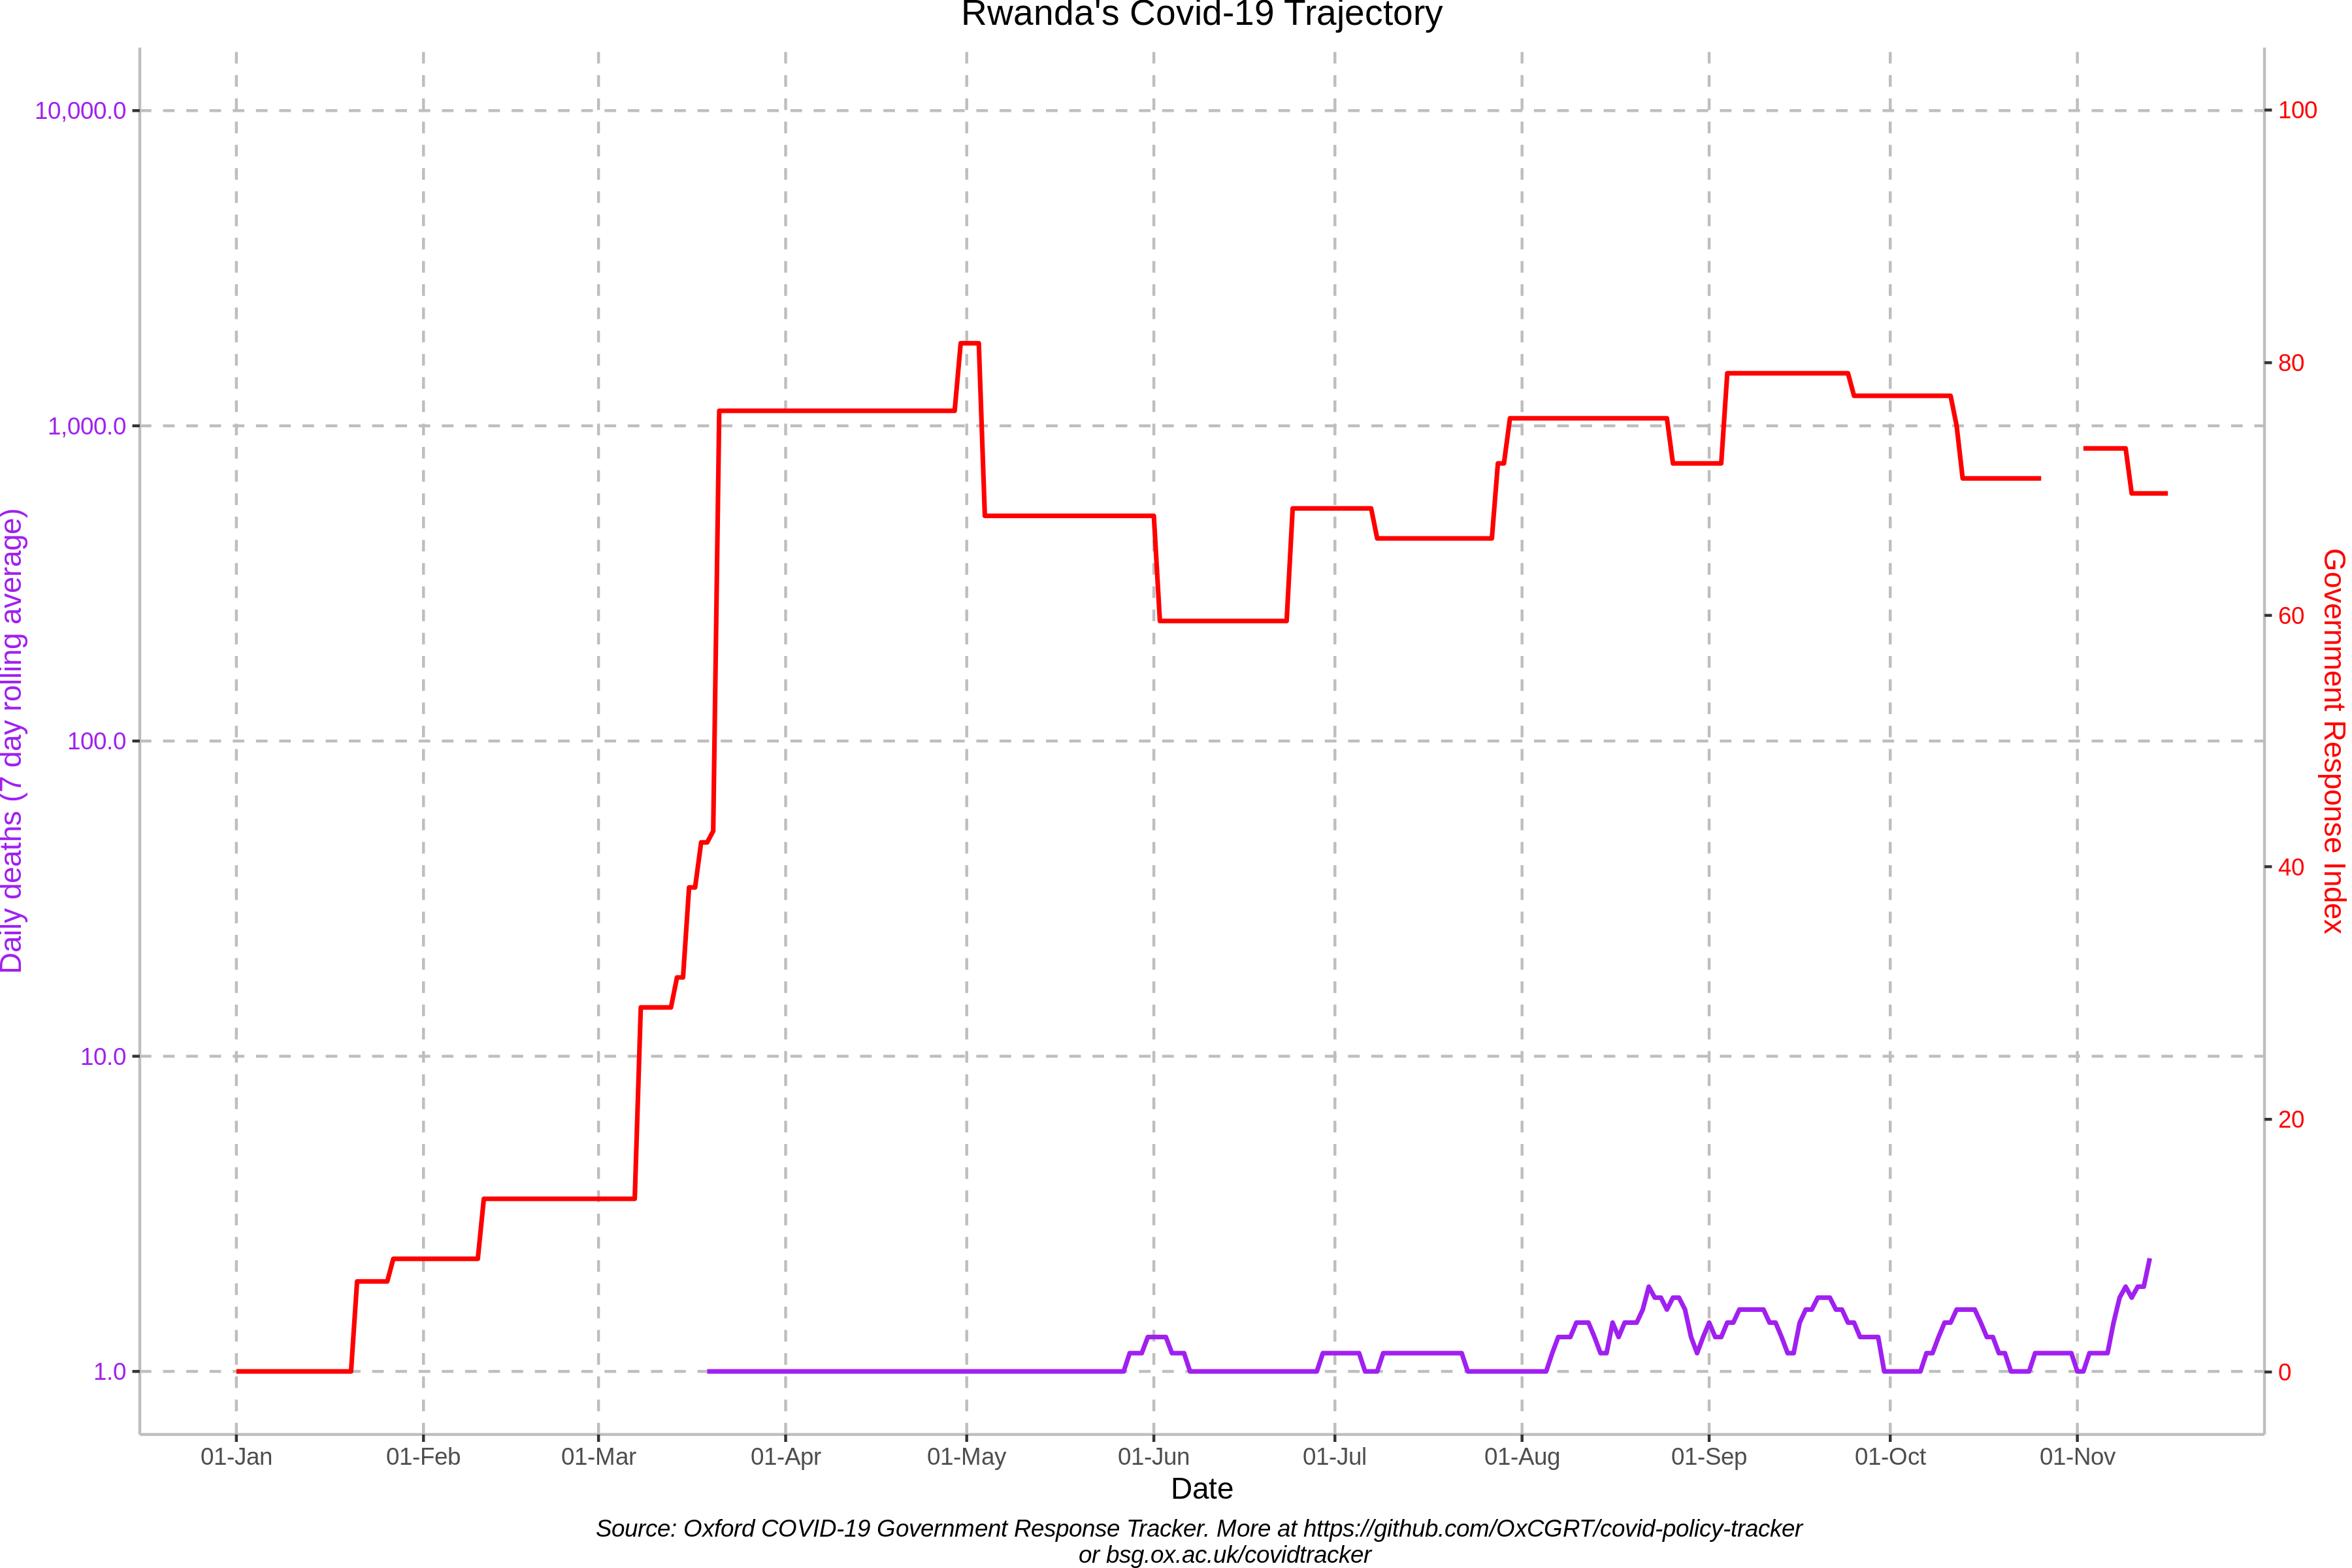 Rwanda's Covid-19 Trajectory
10,000.0
1,000.0
100.0
10.0
1.0
Daily deaths (7 day rolling average)
100
80
60
40
20
0
Government Response Index
01-Jan 01-Feb 01-Mar 01-Apr 01-May 01-Jun 01-Jul 01-Aug 01-Sep 01-Oct 01-Nov
Date
Source: Oxford COVID-19 Government Response Tracker. More at https://github.com/OxCGRT/covid-policy-tracker
or bsg.ox.ac.uk/covidtracker